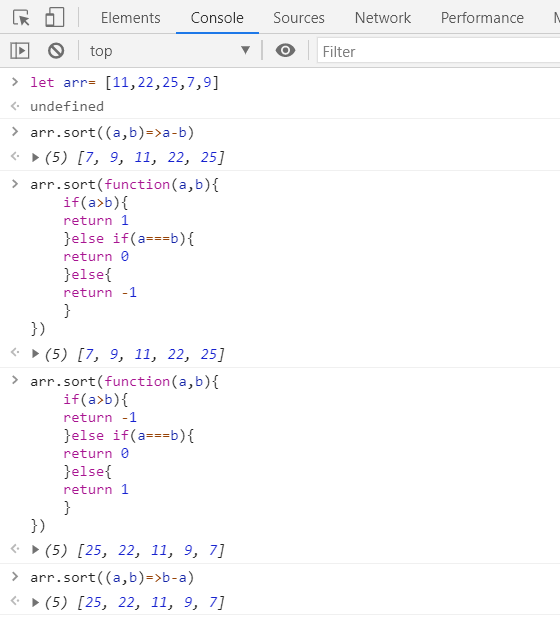 Elements Console Sources Network Performance
top Filter
let arr= [11,22,25,7,9]
undefined
arr.sort((a,b)=>a-b)
(5) [7, 9, 11, 22, 25]
arr.sort(function(a,b){
if(a>b){
return 1
}else if(a===b){
return 0
}else{
return -1
}
})
(5) [7, 9, 11, 22, 25]
arr.sort(function(a,b){
if(a>b){
return -1
}else if(a===b){
return 0
}else{
return 1
}
})
(5) [25, 22, 11, 9, 7]
arr.sort((a,b)=>b-a)
(5) [25, 22, 11, 9, 7]